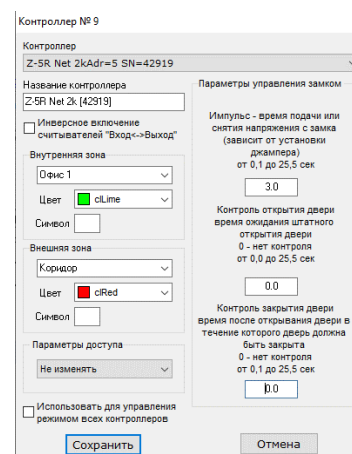 Контроллер № 9
Контроллер
Z-5R Net 2kAdr=5 SN=42919
Название контроллера
Z-5R Net 2k [42919]
Инверсное включение
считывателей "Вход<->Выход"
Внутренняя зона
Офис 1
Цвет clLime
Символ
Внешняя зона
Коридор
Цвет clRed
Символ
Параметры доступа
Не изменять
Использовать для управления
режимом всех контроллеров
Сохранить
Параметры управления замком
Импульс - время подачи или
снятия напряжения с замка
(зависит от установки
джампера)
от 0,1 до 25,5 сек
3.0
Контроль открытия двери
время ожидания штатного
открытия двери
0 - нет контроля
от 0,0 до 25,5 сек
0.0
Контроль закрытия двери
время после открывания двери в
течение которого дверь должна
быть закрыта
0 - нет контроля
от 0,1 до 25,5 сек
0.0
Отмена